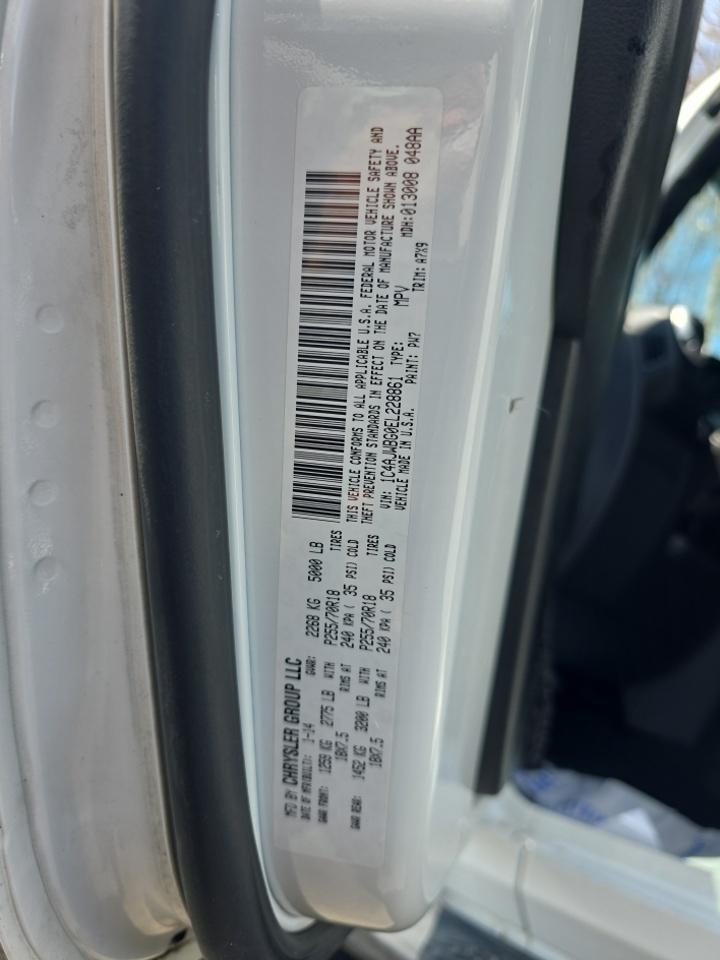 MFD BY CHRYSLER GROUP LLC
DATE OF MFR: 1-14 GVWR: 2268 KG 5000 LB
GAWR FRONT: 1259 KG 2775 LB WITH P255/70R18 TIRES
18X7.5 RIMS AT 240 KPA ( 35 PSI) COLD
GAWR REAR: 1452 KG 3200 LB WITH P255/70R18 TIRES
18X7.5 RIMS AT 240 KPA ( 35 PSI) COLD
THIS VEHICLE CONFORMS TO ALL APPLICABLE U.S.A. FEDERAL MOTOR VEHICLE SAFETY AND
THEFT PREVENTION STANDARDS IN EFFECT ON THE DATE OF MANUFACTURE SHOWN ABOVE.
VIN: 1C4AJWBG0EL228861 TYPE: MPV MDH:013008 048AA
VEHICLE MADE IN U.S.A. PAINT: PW7 TRIM: A7X9